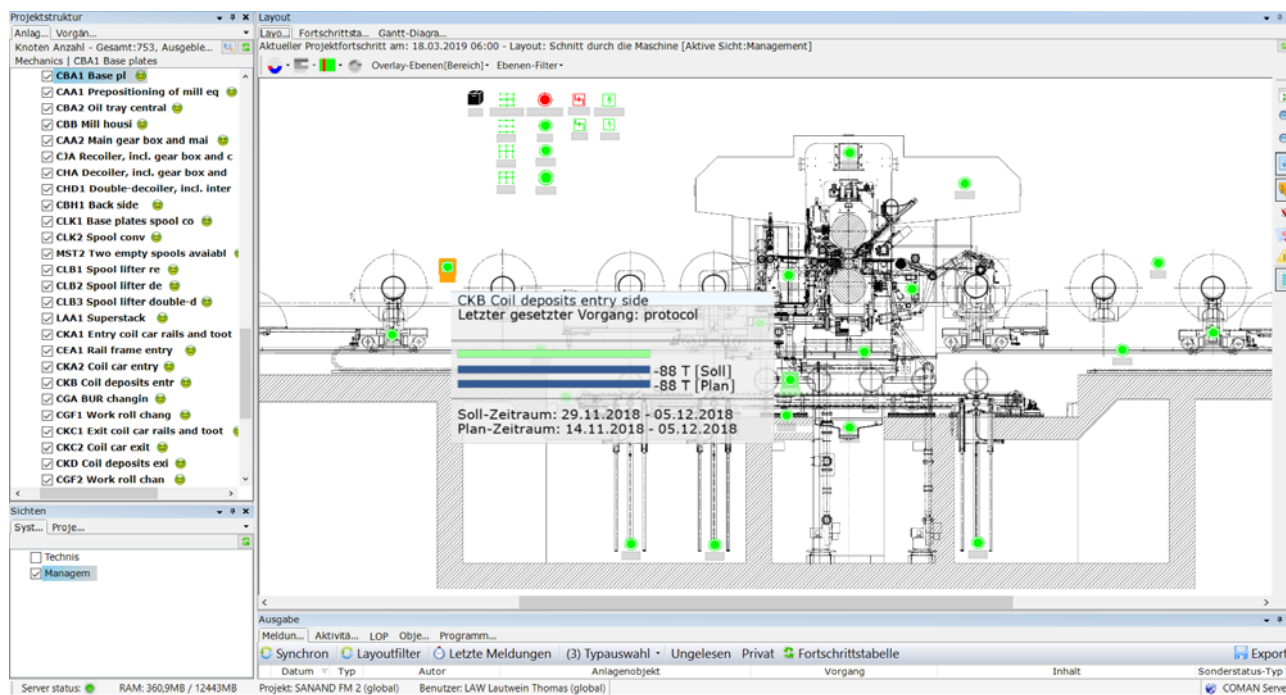 Projektstruktur
Anlag... Vorgän...
Knoten Anzahl - Gesamt:753, Ausgeble...
Mechanics | CBA1 Base plates
CBA1 Base pl
CAA1 Prepositioning of mill eq
CBA2 Oil tray central
CBB Mill housi
CAA2 Main gear box and mai
CJA Recoiler, incl. gear box and c
CHA Decoiler, incl. gear box and
CHD1 Double-decoiler, incl. inter
CBH1 Back side
CLK1 Base plates spool co
CLK2 Spool conv
MST2 Two empty spools avaiabl
CLB1 Spool lifter re
CLB2 Spool lifter de
CLB3 Spool lifter double-d
LAA1 Superstack
CKA1 Entry coil car rails and toot
CEA1 Rail frame entry
CKA2 Coil car entry
CKB Coil deposits entr
CGA BUR changin
CGF1 Work roll chang
CKC1 Exit coil car rails and toot
CKC2 Coil car exit
CKD Coil deposits exi
CGF2 Work roll chan
Sichten
Syst... Proje...
Technis
Managem
Layout
Layo... Fortschrittsta... Gantt-Diagra...
Aktueller Projektfortschritt am: 18.03.2019 06:00 - Layout: Schnitt durch die Maschine [Aktive Sicht:Management]
Overlay-Ebenen[Bereich] Ebenen-Filter
CKB Coil deposits entry side
Letzter gesetzter Vorgang: protocol
-88 T [Soll]
-88 T [Plan]
Soll-Zeitraum: 29.11.2018 - 05.12.2018
Plan-Zeitraum: 14.11.2018 - 05.12.2018
Ausgabe
Meldun... Aktivitä... LOP Obje... Programm...
Synchron Layoutfilter Letzte Meldungen (3) Typauswahl Ungelesen Privat Fortschrittstabelle Export
Datum Typ Autor Anlagenobjekt Vorgang Inhalt Sonderstatus-Typ
Server status: RAM: 360,9MB / 12443MB Projekt: SANAND FM 2 (global) Benutzer: LAW Lautwein Thomas (global) COMAN Serv